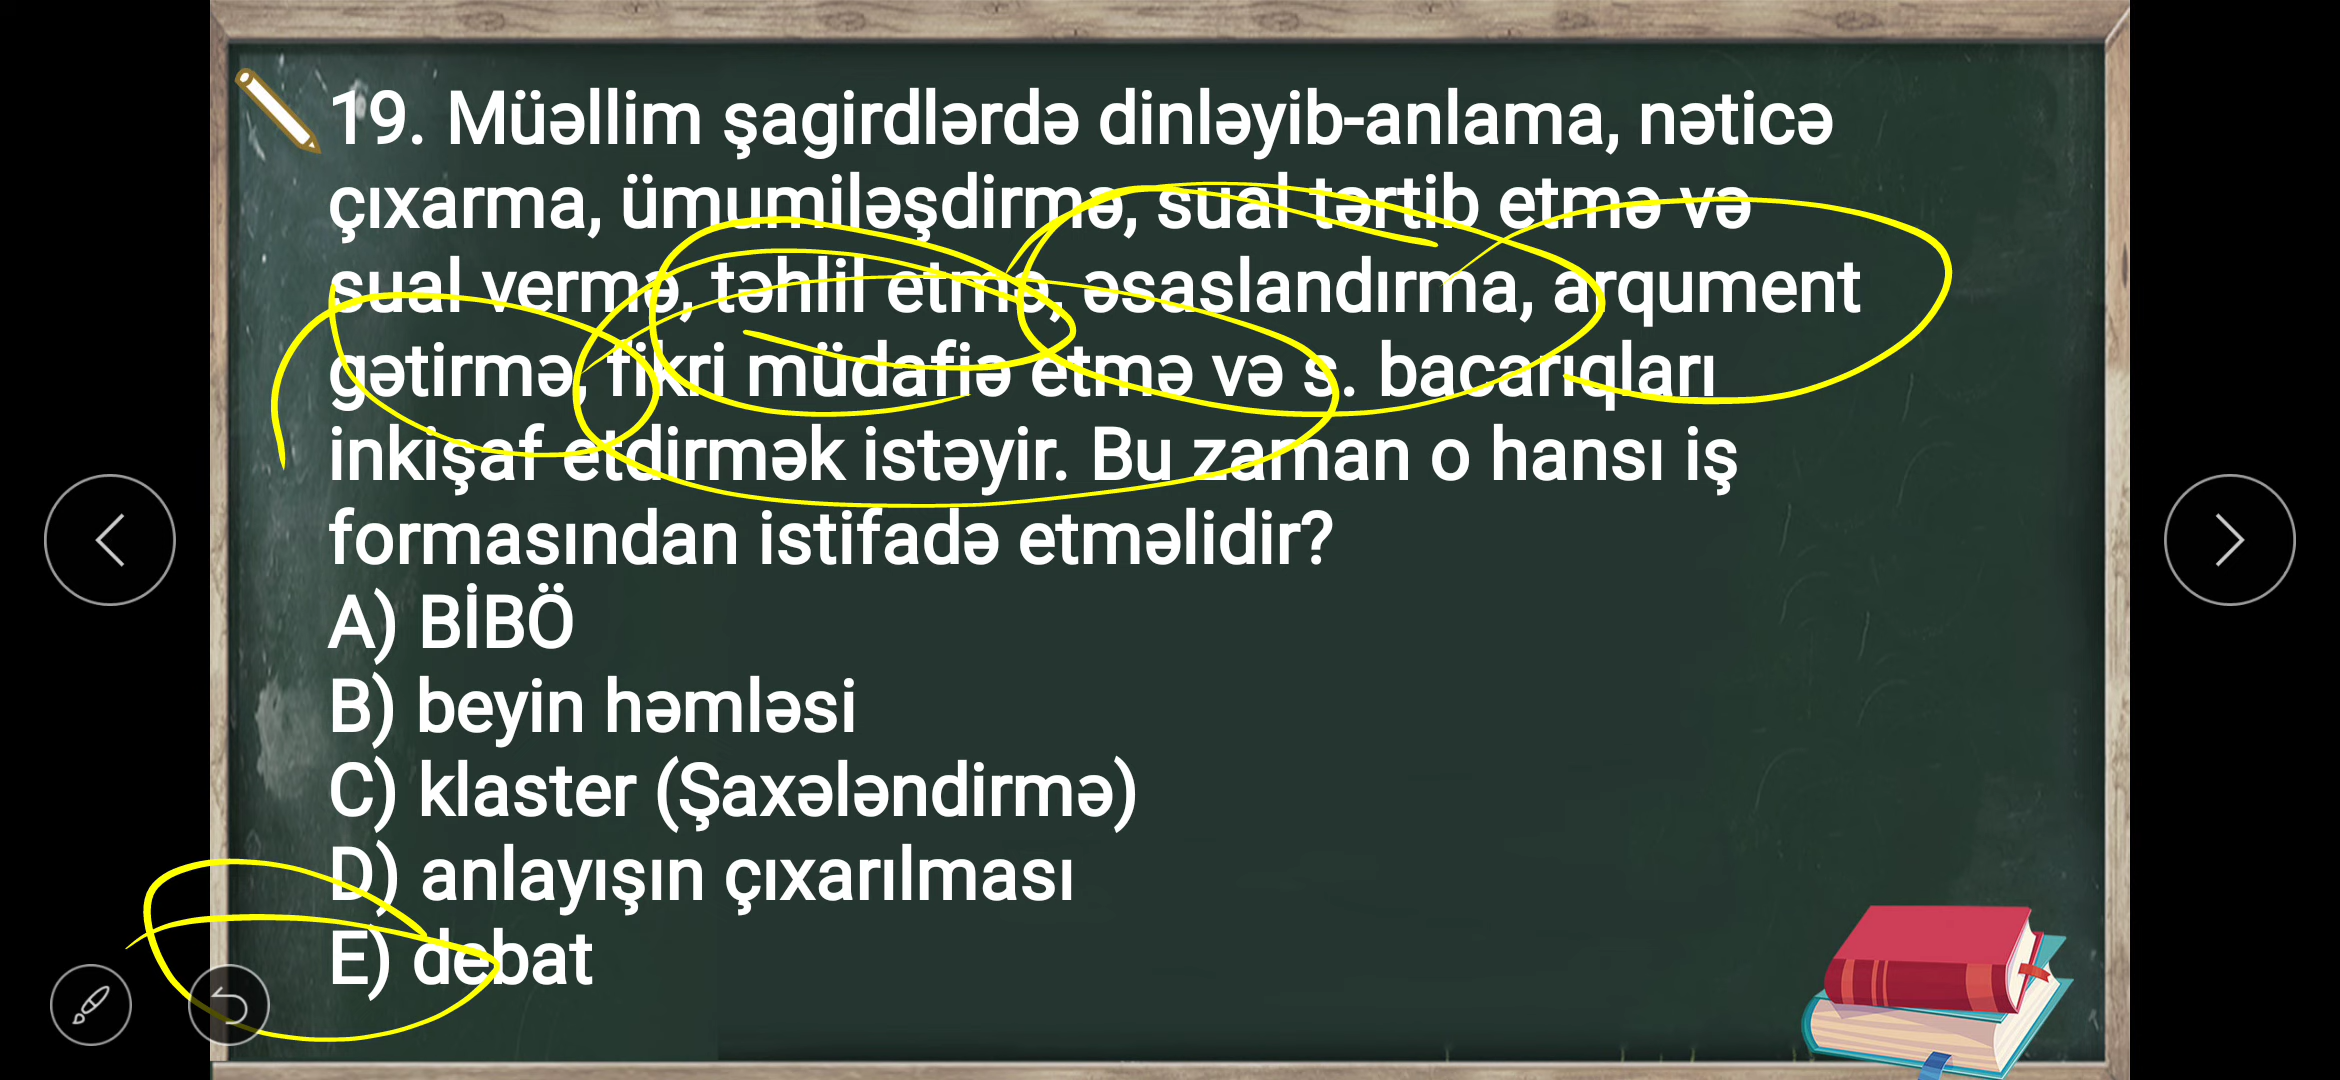 19. Müəllim şagirdlərdə dinləyib-anlama, nəticə
çıxarma, ümumiləşdirmə, sual tərtib etmə və
sual vermə, təhlil etmə, əsaslandırma, arqument
gətirmə, fikri müdafiə etmə və s. bacarıqları
inkişaf etdirmək istəyir. Bu zaman o hansı iş
formasından istifadə etməlidir?
A) BİBÖ
B) beyin həmləsi
C) klaster (Şaxələndirmə)
D) anlayışın çıxarılması
E) debat